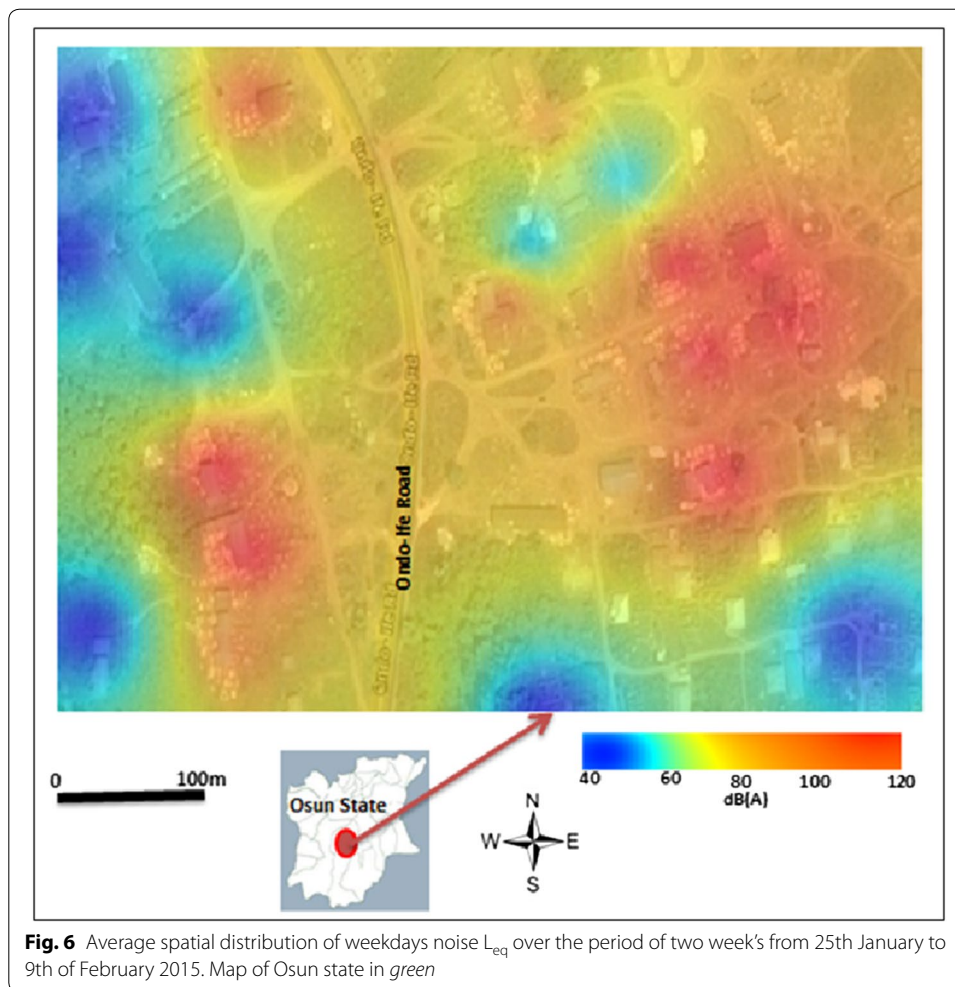 Ondo-Ife Road
0 100m
Osun State
N
W E
S
40 60 80 100 120
dB(A)
Fig. 6 Average spatial distribution of weekdays noise Leq over the period of two week's from 25th January to
9th of February 2015. Map of Osun state in green